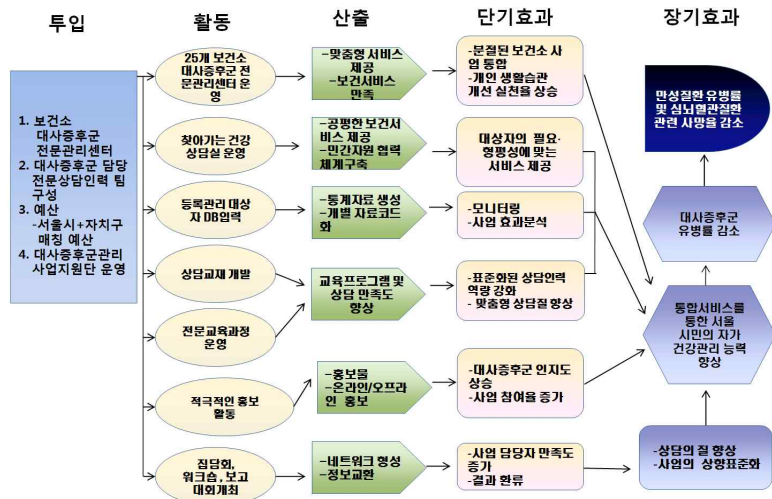 투입
활동
산출
단기효과
장기효과
1. 보건소
대사증후군
전문관리센터
2. 대사증후군 담당
전문상담인력 팀
구성
3. 예산
-서울시+자치구
매칭 예산
4. 대사증후군관리
사업지원단 운영
25개 보건소
대사증후군 전
문관리센터 운
영
찾아가는 건강
상담실 운영
등록관리 대상
자 DB입력
상담교재 개발
전문교육과정
운영
적극적인 홍보
활동
집담회,
워크숍, 보고
대회개최
-맞춤형 서비스
제공
-보건서비스
만족
-공평한 보건서
비스 제공
-민간자원 협력
체계구축
-통계자료 생성
-개별 자료코드
화
교육프로그램 및
상담 만족도
향상
-홍보물
-온라인/오프라
인 홍보
-네트워크 형성
-정보교환
-분절된 보건소 사
업 통합
-개인 생활습관
개선 실천율 상승
대상자의 필요·
형평성에 맞는
서비스 제공
-모니터링
-사업 효과분석
-표준화된 상담인력
역량 강화
- 맞춤형 상담질 향상
-대사증후군 인지도
상승
-사업 참여율 증가
-사업 담당자 만족도
증가
-결과 환류
만성질환 유병률
및 심뇌혈관질환
관련 사망율 감소
대사증후군
유병률 감소
통합서비스를
통한 서울
시민의 자가
건강관리 능력
향상
-상담의 질 향상
-사업의 상향표준화